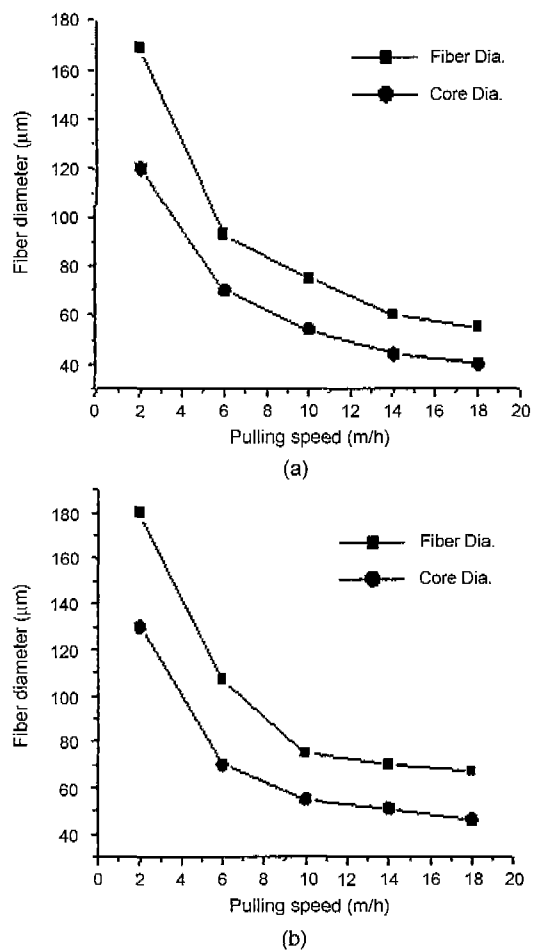 180
160
140
120
100
80
60
40
Fiber diameter (μm)
Fiber Dia.
Core Dia.
0 2 4 6 8 10 12 14 16 18 20
Pulling speed (m/h)
(a)
180
160
140
120
100
80
60
40
Fiber diameter (μm)
Fiber Dia.
Core Dia.
0 2 4 6 8 10 12 14 16 18 20
Pulling speed (m/h)
(b)